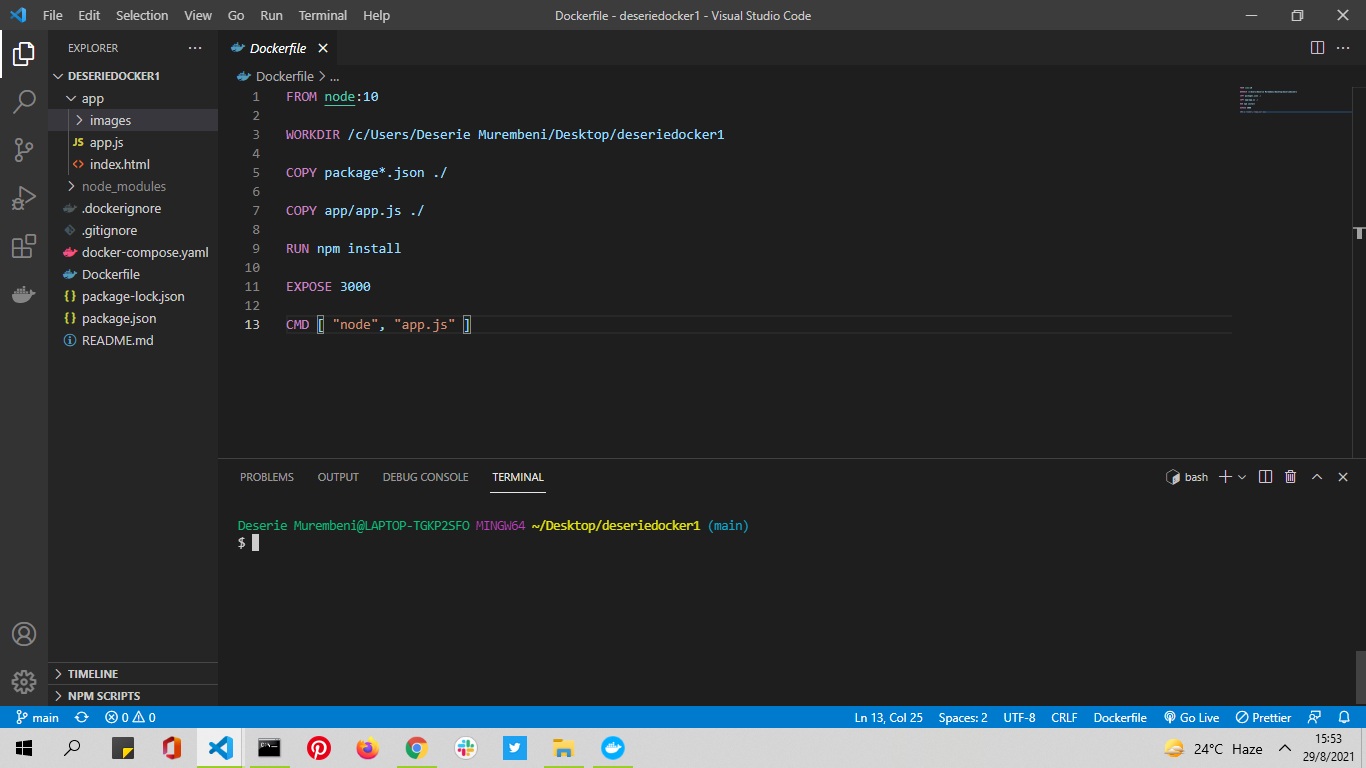 File Edit Selection View Go Run Terminal Help
Dockerfile - deseriedocker1 - Visual Studio Code
EXPLORER
DESERIEDOCKER1
app
images
JS app.js
<> index.html
node_modules
.dockerignore
.gitignore
docker-compose.yaml
Dockerfile
{} package-lock.json
{} package.json
README.md
TIMELINE
NPM SCRIPTS
Dockerfile
Dockerfile > ...
1 FROM node:10
2
3 WORKDIR /c/Users/Deserie Murembeni/Desktop/deseriedocker1
4
5 COPY package*.json ./
6
7 COPY app/app.js ./
8
9 RUN npm install
10
11 EXPOSE 3000
12
13 CMD [ "node", "app.js" ]
PROBLEMS OUTPUT DEBUG CONSOLE TERMINAL
bash
Deserie Murembeni@LAPTOP-TGKP2SFO MINGW64 ~/Desktop/deseriedocker1 (main)
$
main 0 0
Ln 13, Col 25 Spaces: 2 UTF-8 CRLF Dockerfile Go Live Prettier
24°C Haze
15:53
29/8/2021